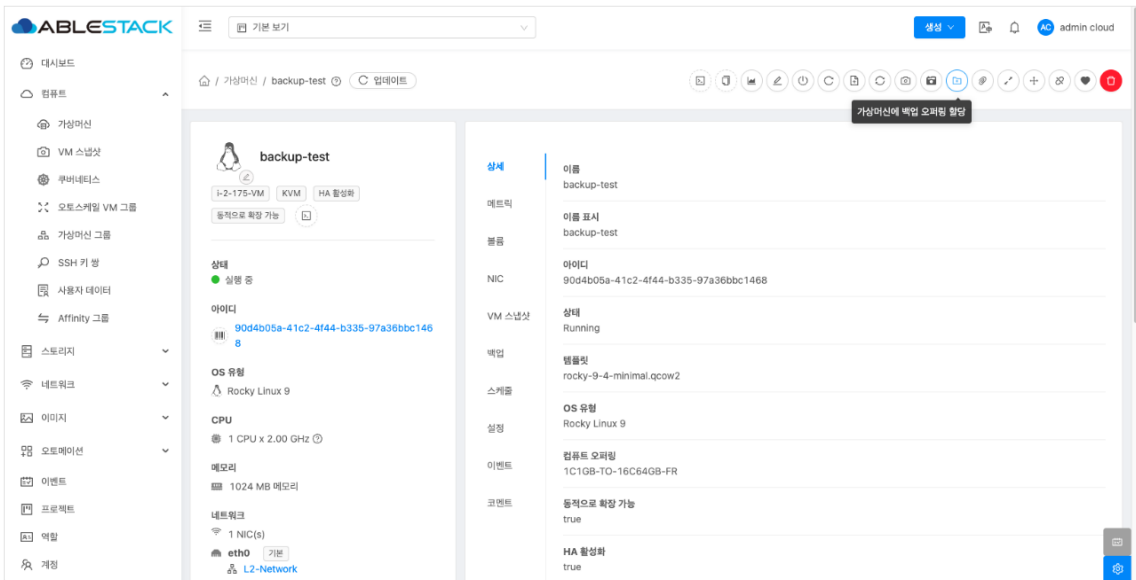 ABLESTACK
기본 보기
생성
AC admin cloud
대시보드
컴퓨트
가상머신
VM 스냅샷
쿠버네티스
오토스케일 VM 그룹
가상머신 그룹
SSH 키 쌍
사용자 데이터
Affinity 그룹
스토리지
네트워크
이미지
오토메이션
이벤트
프로젝트
역할
계정
/ 가상머신 / backup-test 업데이트
가상머신에 백업 오퍼링 할당
backup-test
i-2-175-VM KVM HA 활성화
동적으로 확장 가능
상태
실행 중
아이디
90d4b05a-41c2-4f44-b335-97a36bbc146
8
OS 유형
Rocky Linux 9
CPU
1 CPU x 2.00 GHz
메모리
1024 MB 메모리
네트워크
1 NIC(s)
eth0 기본
L2-Network
상세
메트릭
볼륨
NIC
VM 스냅샷
백업
스케줄
설정
이벤트
코멘트
이름
backup-test
이름 표시
backup-test
아이디
90d4b05a-41c2-4f44-b335-97a36bbc1468
상태
Running
템플릿
rocky-9-4-minimal.qcow2
OS 유형
Rocky Linux 9
컴퓨트 오퍼링
1C1GB-TO-16C64GB-FR
동적으로 확장 가능
true
HA 활성화
true